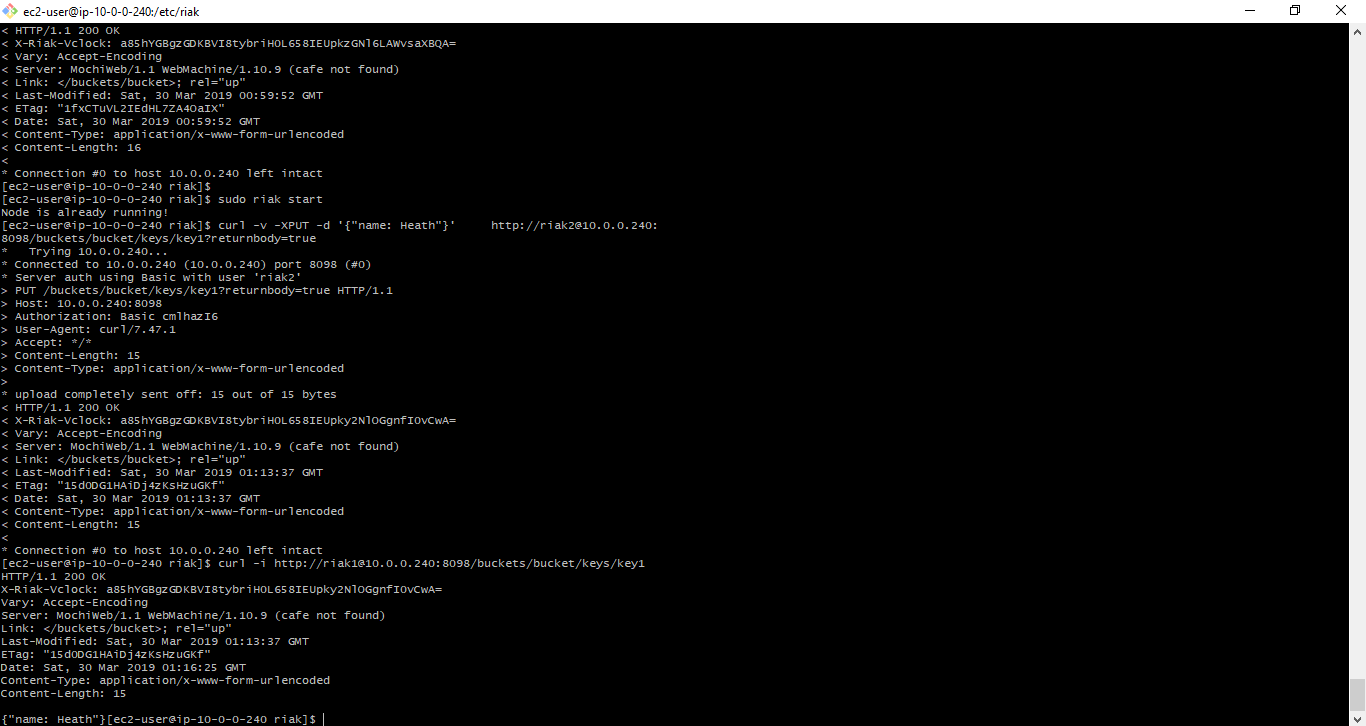 ec2-user@ip-10-0-0-240:/etc/riak
< HTTP/1.1 200 OK
< X-Riak-Vclock: a85hYGBgzGDKBVI8tybriHOL658IEUpkzGNl6LAWvsaXBQA=
< Vary: Accept-Encoding
< Server: MochiWeb/1.1 WebMachine/1.10.9 (cafe not found)
< Link: </buckets/bucket>; rel="up"
< Last-Modified: Sat, 30 Mar 2019 00:59:52 GMT
< ETag: "1fxCTuVL2IEdHL7ZA4OaIX"
< Date: Sat, 30 Mar 2019 00:59:52 GMT
< Content-Type: application/x-www-form-urlencoded
< Content-Length: 16
<
* Connection #0 to host 10.0.0.240 left intact
[ec2-user@ip-10-0-0-240 riak]$
[ec2-user@ip-10-0-0-240 riak]$ sudo riak start
Node is already running!
[ec2-user@ip-10-0-0-240 riak]$ curl -v -XPUT -d '{"name: Heath"}'     http://riak2@10.0.0.240:
8098/buckets/bucket/keys/key1?returnbody=true
*   Trying 10.0.0.240...
* Connected to 10.0.0.240 (10.0.0.240) port 8098 (#0)
* Server auth using Basic with user 'riak2'
> PUT /buckets/bucket/keys/key1?returnbody=true HTTP/1.1
> Host: 10.0.0.240:8098
> Authorization: Basic cmlhazI6
> User-Agent: curl/7.47.1
> Accept: */*
> Content-Length: 15
> Content-Type: application/x-www-form-urlencoded
>
* upload completely sent off: 15 out of 15 bytes
< HTTP/1.1 200 OK
< X-Riak-Vclock: a85hYGBgzGDKBVI8tybriHOL658IEUpky2NlOGgnfIOvCwA=
< Vary: Accept-Encoding
< Server: MochiWeb/1.1 WebMachine/1.10.9 (cafe not found)
< Link: </buckets/bucket>; rel="up"
< Last-Modified: Sat, 30 Mar 2019 01:13:37 GMT
< ETag: "15dODG1HAiDj4zKsHzuGKf"
< Date: Sat, 30 Mar 2019 01:13:37 GMT
< Content-Type: application/x-www-form-urlencoded
< Content-Length: 15
<
* Connection #0 to host 10.0.0.240 left intact
[ec2-user@ip-10-0-0-240 riak]$ curl -i http://riak1@10.0.0.240:8098/buckets/bucket/keys/key1
HTTP/1.1 200 OK
X-Riak-Vclock: a85hYGBgzGDKBVI8tybriHOL658IEUpky2NlOGgnfIOvCwA=
Vary: Accept-Encoding
Server: MochiWeb/1.1 WebMachine/1.10.9 (cafe not found)
Link: </buckets/bucket>; rel="up"
Last-Modified: Sat, 30 Mar 2019 01:13:37 GMT
ETag: "15dODG1HAiDj4zKsHzuGKf"
Date: Sat, 30 Mar 2019 01:16:25 GMT
Content-Type: application/x-www-form-urlencoded
Content-Length: 15

{"name: Heath"}[ec2-user@ip-10-0-0-240 riak]$